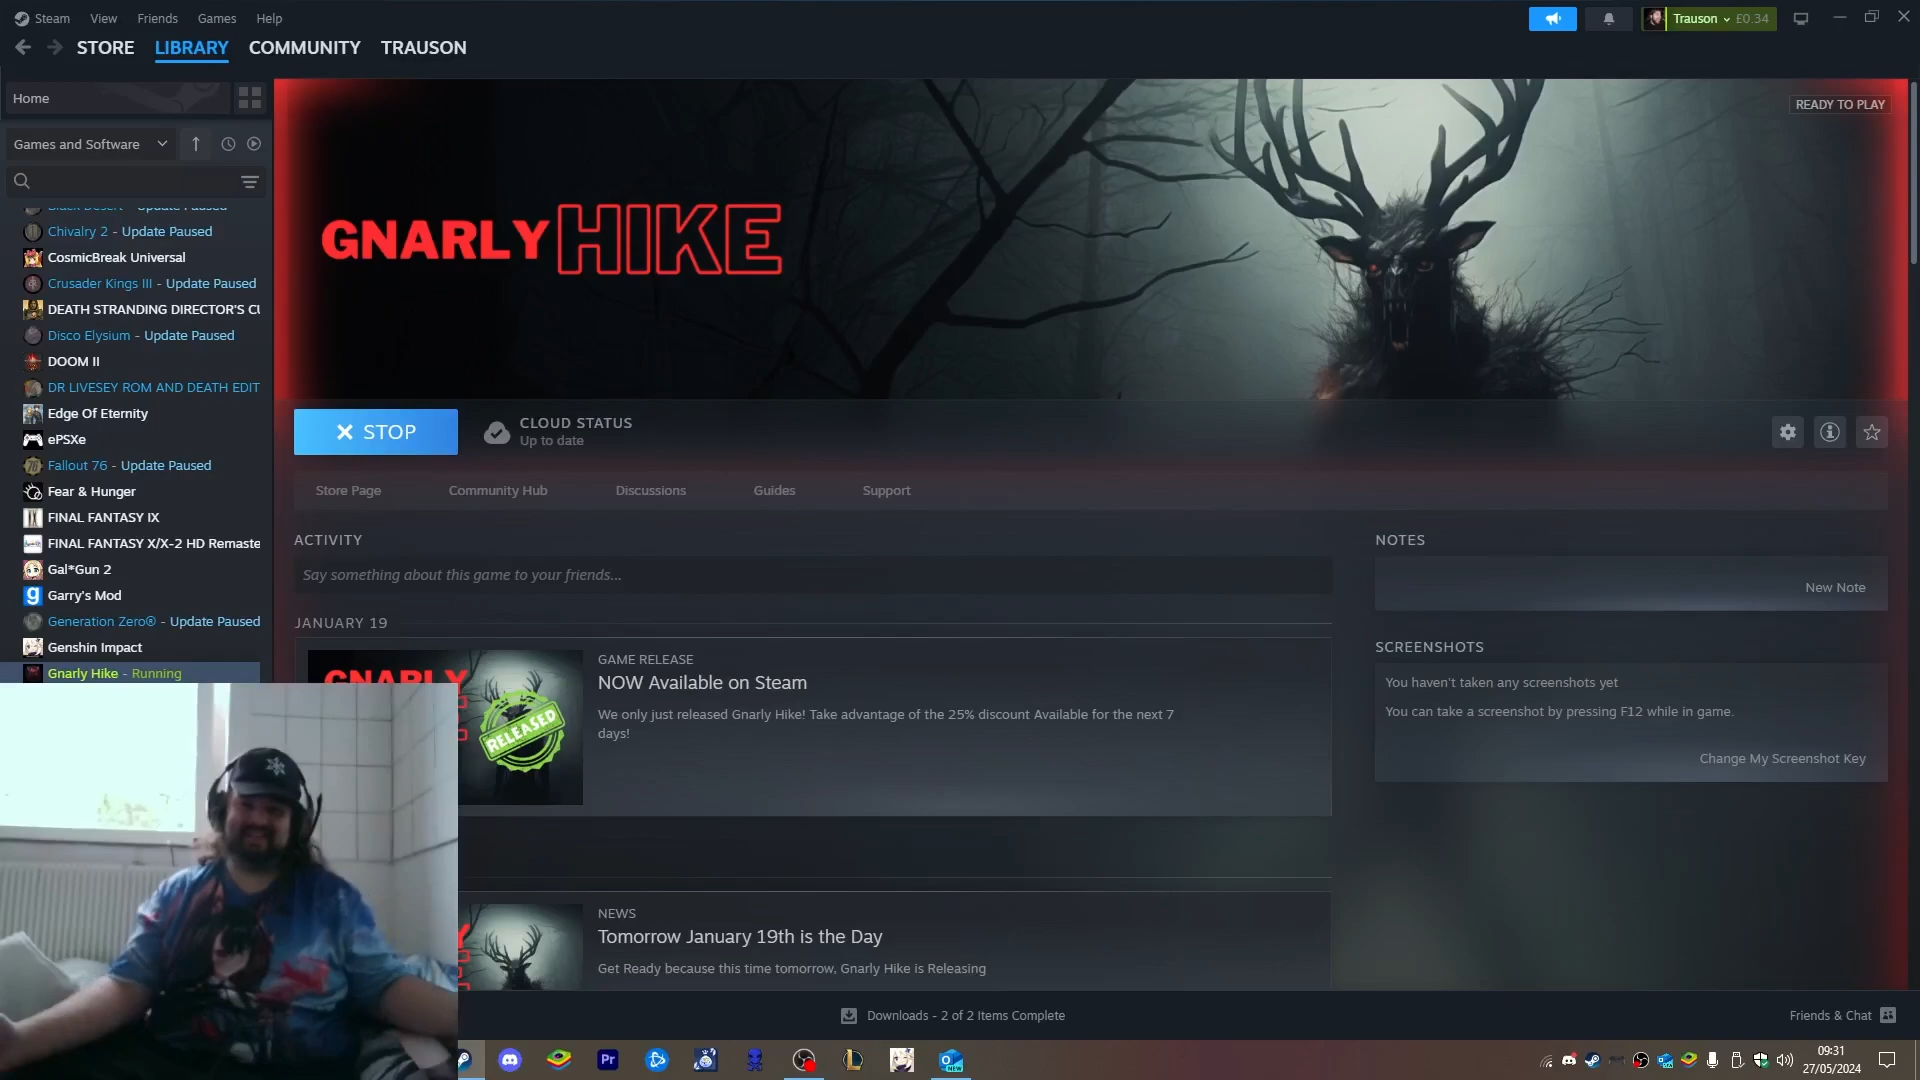 Steam View Friends Games Help
Trauson £0.34
STORE LIBRARY COMMUNITY TRAUSON
Home
READY TO PLAY
Games and Software
GNARLY HIKE
Black Desert - Update Paused
Chivalry 2 - Update Paused
CosmicBreak Universal
Crusader Kings III - Update Paused
DEATH STRANDING DIRECTOR'S CU
Disco Elysium - Update Paused
DOOM II
DR LIVESEY ROM AND DEATH EDIT
Edge Of Eternity
ePSXe
Fallout 76 - Update Paused
Fear & Hunger
FINAL FANTASY IX
FINAL FANTASY X/X-2 HD Remaste
Gal*Gun 2
Garry's Mod
Generation Zero® - Update Paused
Genshin Impact
Gnarly Hike - Running
STOP
CLOUD STATUS
Up to date
Store Page Community Hub Discussions Guides Support
ACTIVITY
Say something about this game to your friends...
JANUARY 19
GNARLY
RELEASED
GAME RELEASE
NOW Available on Steam
We only just released Gnarly Hike! Take advantage of the 25% discount Available for the next 7
days!
NEWS
Tomorrow January 19th is the Day
Get Ready because this time tomorrow, Gnarly Hike is Releasing
NOTES
New Note
SCREENSHOTS
You haven't taken any screenshots yet
You can take a screenshot by pressing F12 while in game.
Change My Screenshot Key
Downloads - 2 of 2 Items Complete
Friends & Chat
Pr
NEW
09:31
27/05/2024